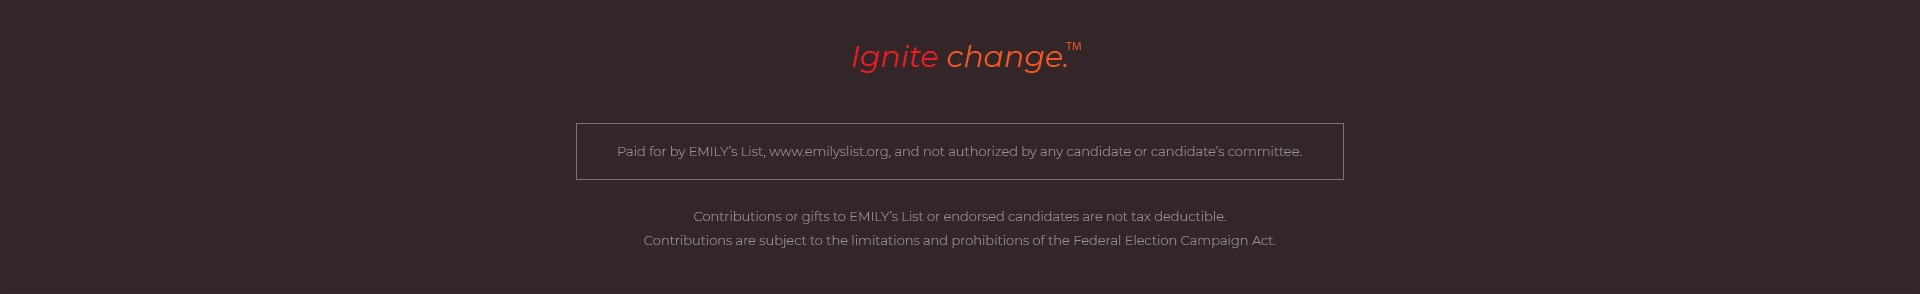 Ignite change.™
Paid for by EMILY’s List, www.emilyslist.org, and not authorized by any candidate or candidate’s committee.
Contributions or gifts to EMILY’s List or endorsed candidates are not tax deductible.
Contributions are subject to the limitations and prohibitions of the Federal Election Campaign Act.